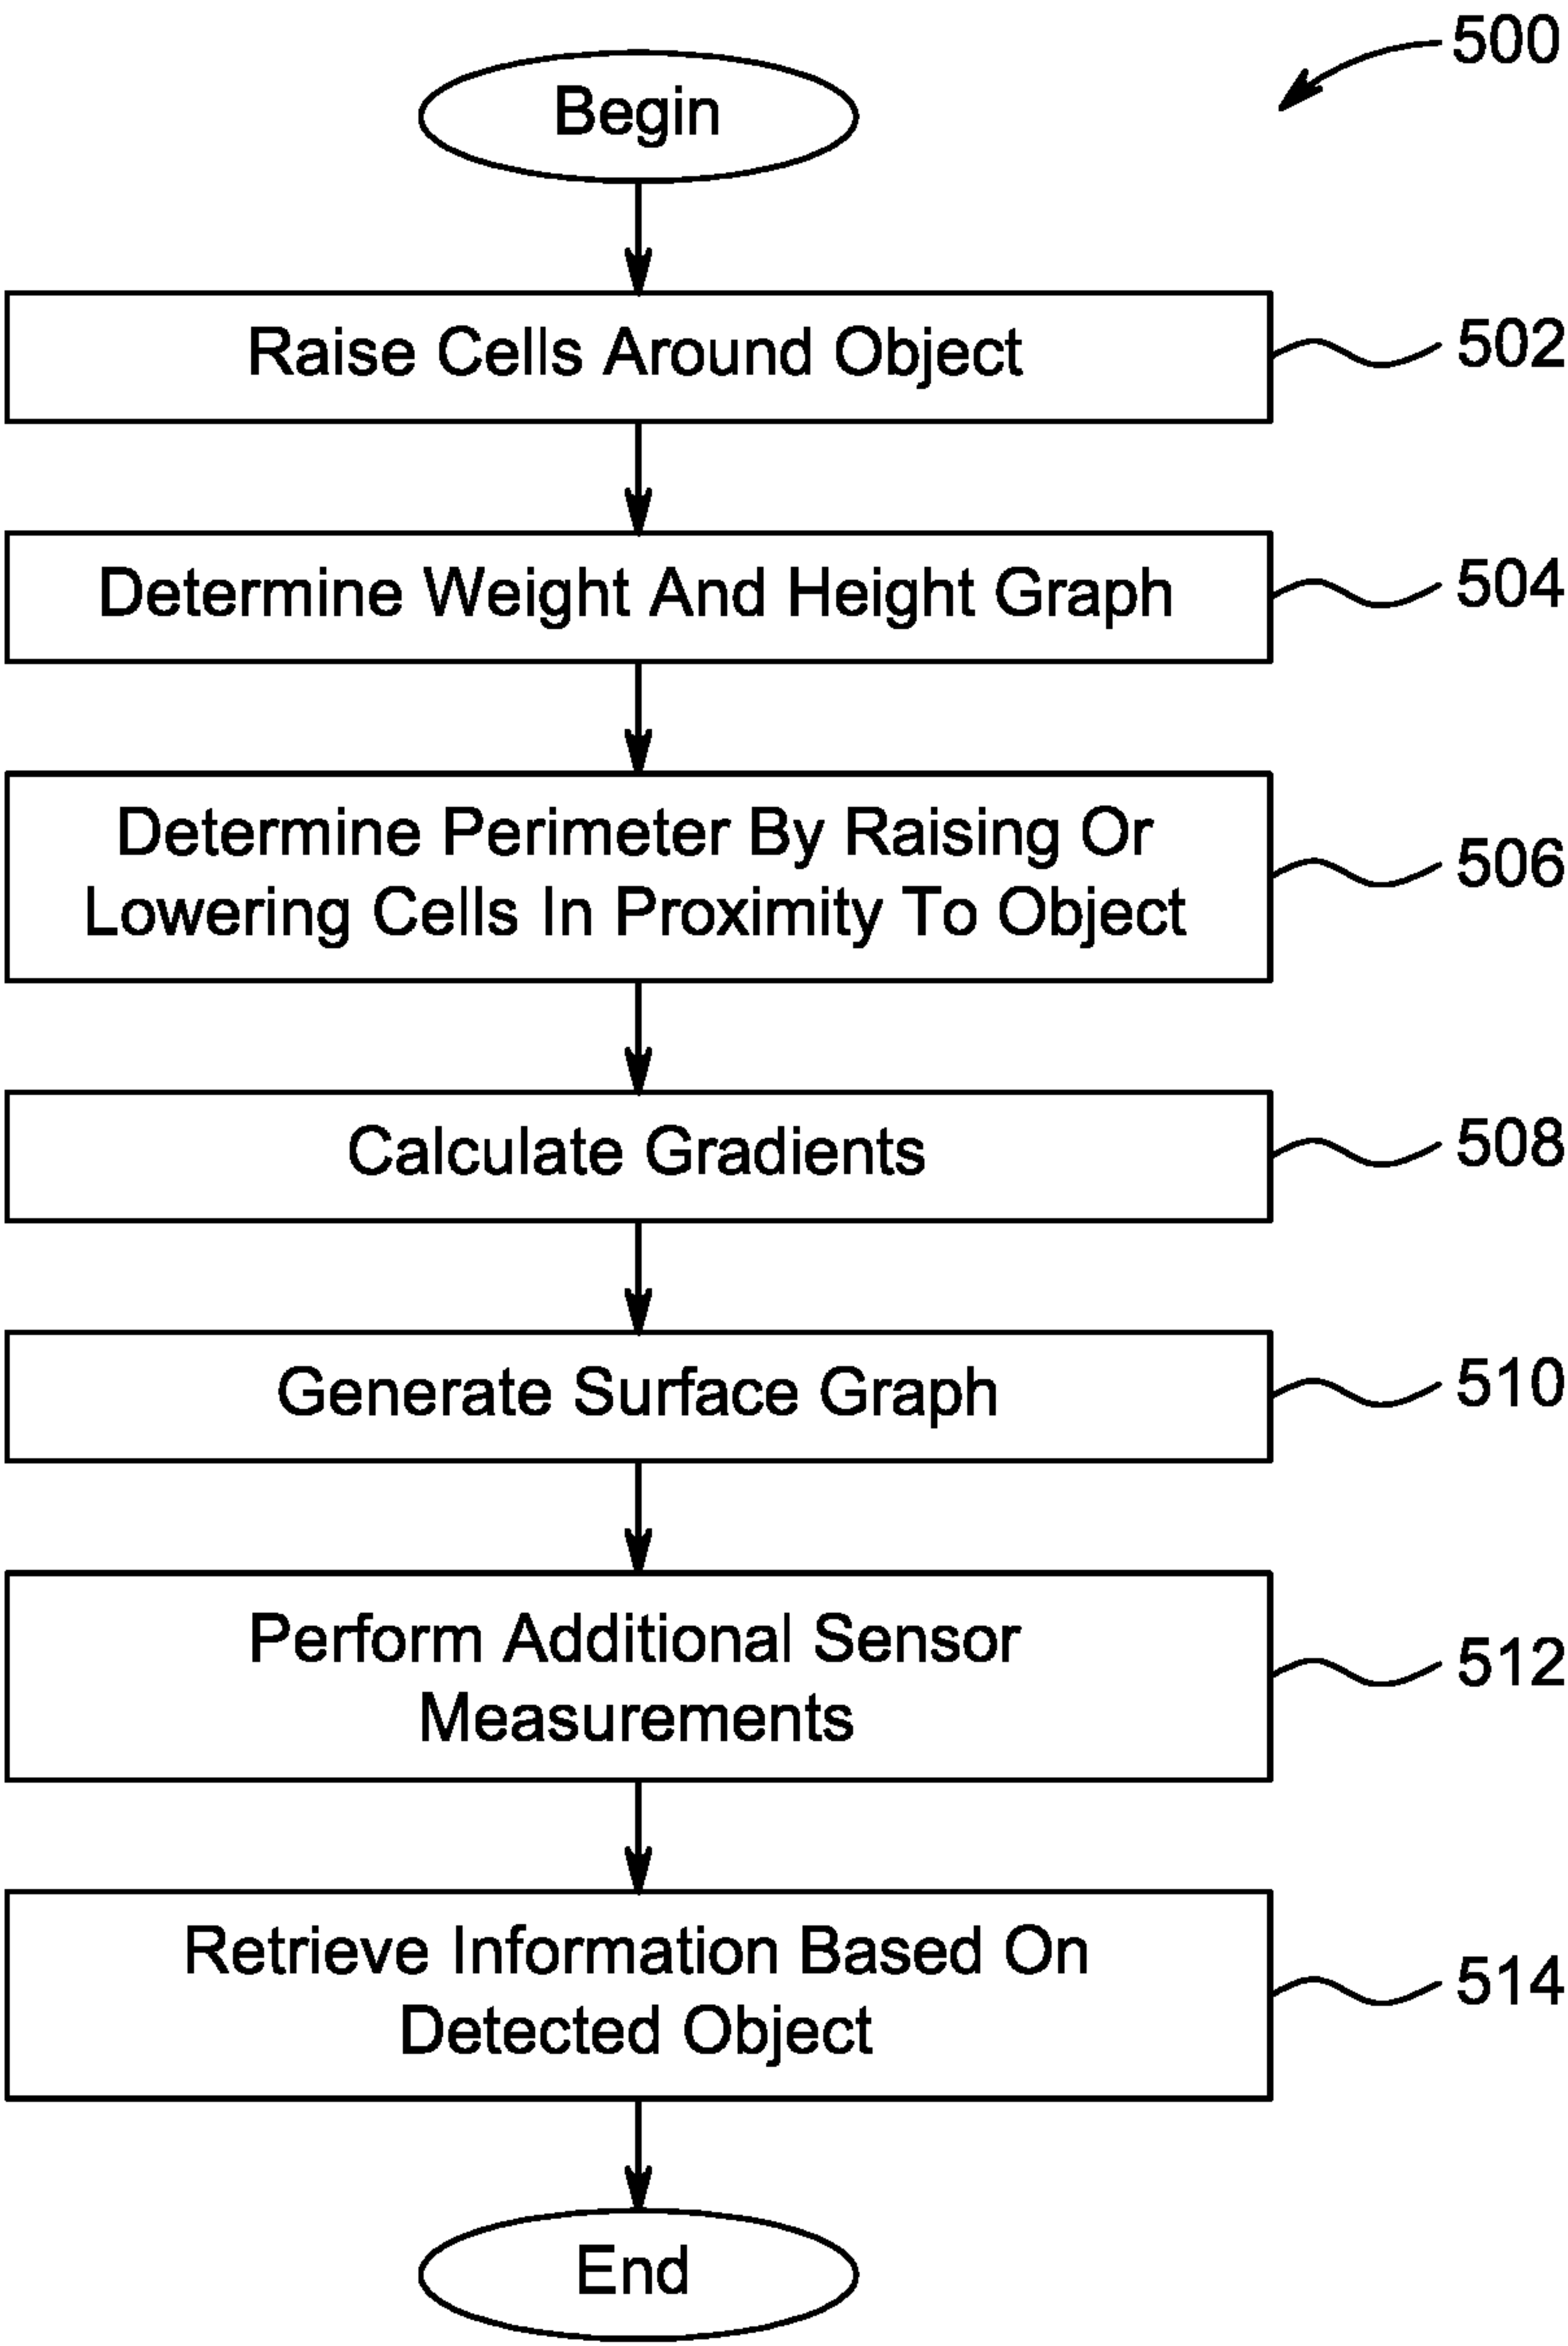 500
Begin
Raise Cells Around Object
502
Determine Weight And Height Graph
504
Determine Perimeter By Raising Or
Lowering Cells In Proximity To Object
506
Calculate Gradients
508
Generate Surface Graph
510
Perform Additional Sensor
Measurements
512
Retrieve Information Based On
Detected Object
514
End